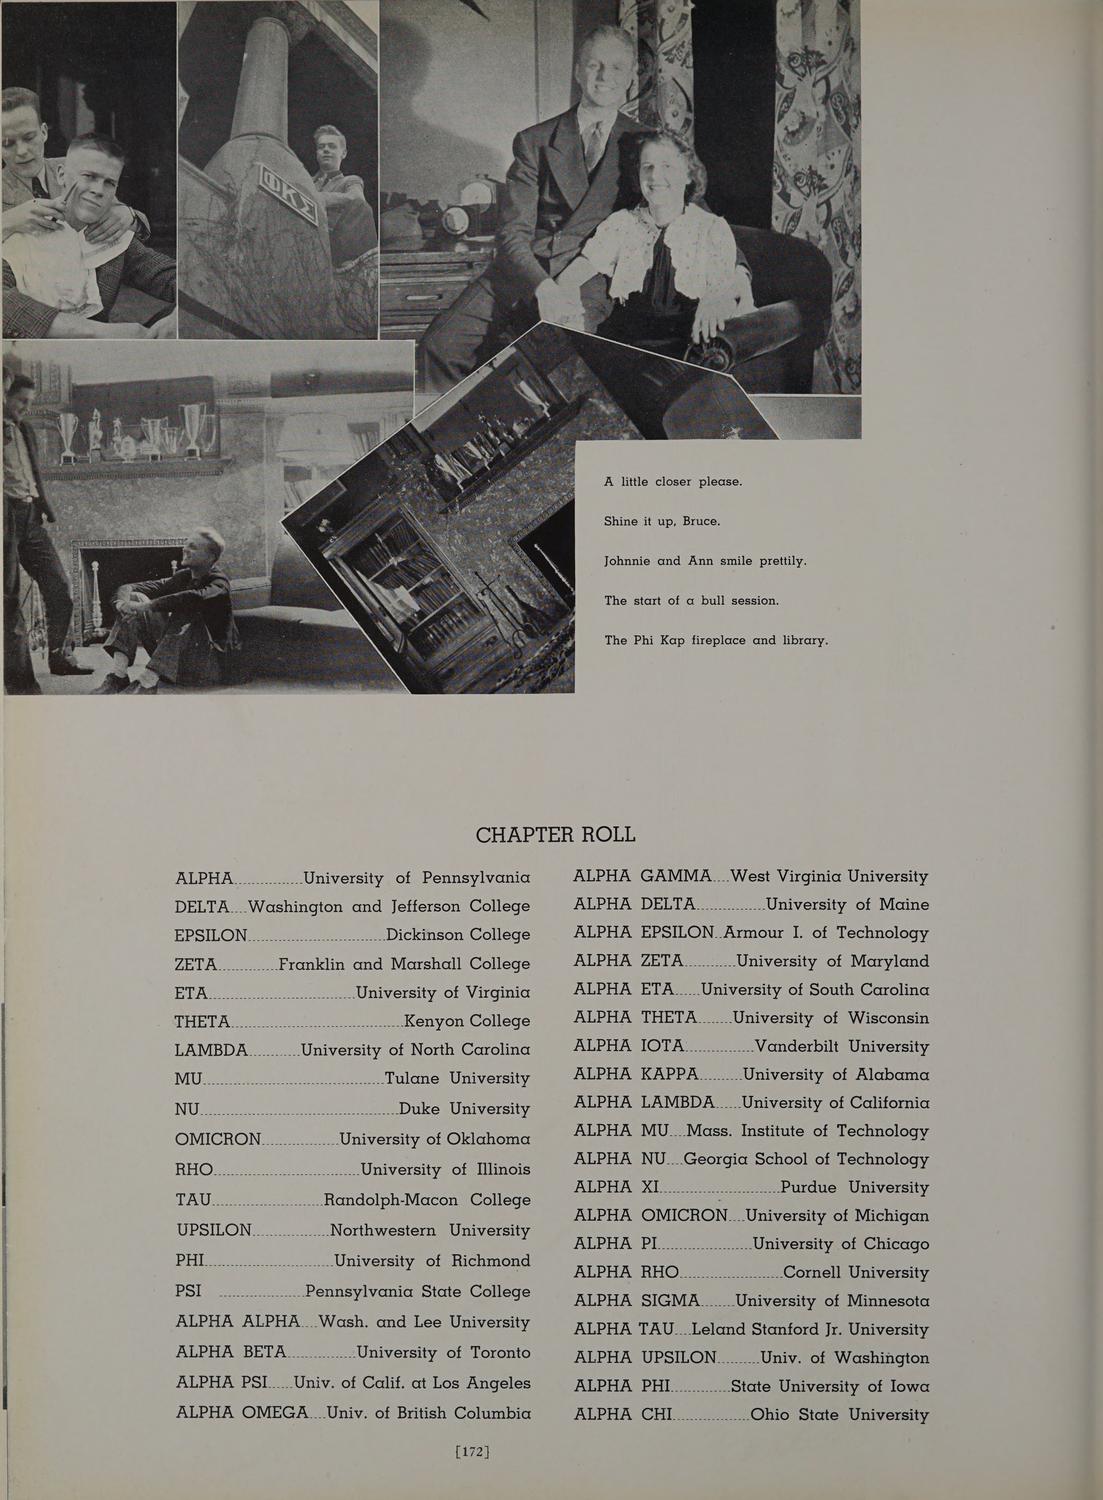 ΦΚΣ
A little closer please.
Shine it up, Bruce.
Johnnie and Ann smile prettily.
The start of a bull session.
The Phi Kap fireplace and library.
CHAPTER ROLL
ALPHA...............University of Pennsylvania
DELTA....Washington and Jefferson College
EPSILON................................Dickinson College
ZETA..............Franklin and Marshall College
ETA..................................University of Virginia
THETA........................................Kenyon College
LAMBDA............University of North Carolina
MU..........................................Tulane University
NU..............................................Duke University
OMICRON..................University of Oklahoma
RHO..................................University of Illinois
TAU..........................Randolph-Macon College
UPSILON..................Northwestern University
PHI..............................University of Richmond
PSI ....................Pennsylvania State College
ALPHA ALPHA....Wash. and Lee University
ALPHA BETA................University of Toronto
ALPHA PSI......Univ. of Calif. at Los Angeles
ALPHA OMEGA....Univ. of British Columbia
ALPHA GAMMA....West Virginia University
ALPHA DELTA................University of Maine
ALPHA EPSILON..Armour I. of Technology
ALPHA ZETA............University of Maryland
ALPHA ETA......University of South Carolina
ALPHA THETA........University of Wisconsin
ALPHA IOTA................Vanderbilt University
ALPHA KAPPA..........University of Alabama
ALPHA LAMBDA......University of California
ALPHA MU....Mass. Institute of Technology
ALPHA NU....Georgia School of Technology
ALPHA XI............................Purdue University
ALPHA OMICRON....University of Michigan
ALPHA PI......................University of Chicago
ALPHA RHO........................Cornell University
ALPHA SIGMA........University of Minnesota
ALPHA TAU....Leland Stanford Jr. University
ALPHA UPSILON..........Univ. of Washington
ALPHA PHI..............State University of Iowa
ALPHA CHI..................Ohio State University
[172]